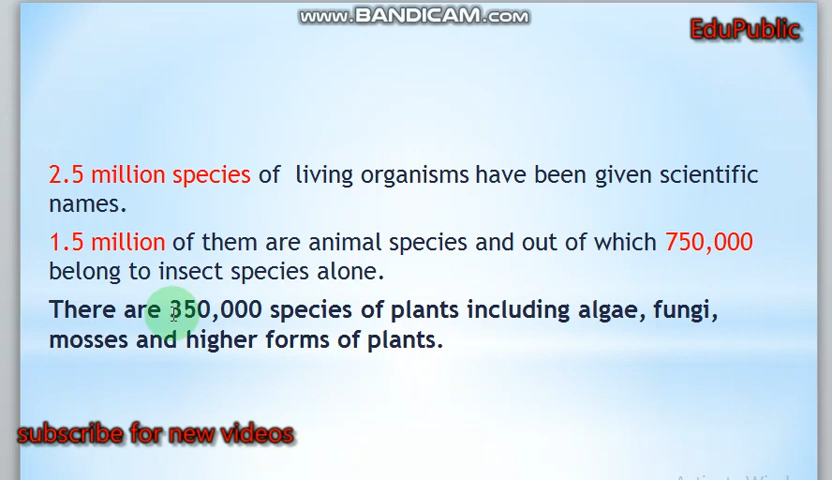 www.BANDICAM.com
EduPublic
2.5 million species of living organisms have been given scientific
names.
1.5 million of them are animal species and out of which 750,000
belong to insect species alone.
There are 350,000 species of plants including algae, fungi,
mosses and higher forms of plants.
subscribe for new videos